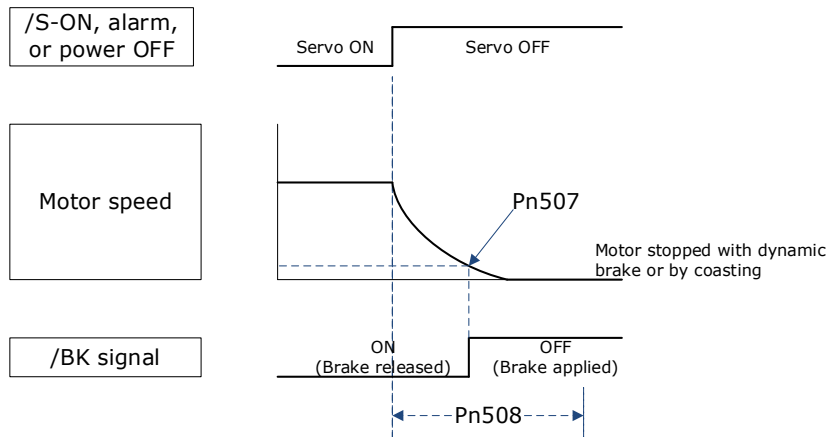 /S-ON, alarm,
or power OFF
Servo ON
Servo OFF
Motor speed
Pn507
Motor stopped with dynamic
brake or by coasting
/BK signal
ON
(Brake released)
OFF
(Brake applied)
Pn508